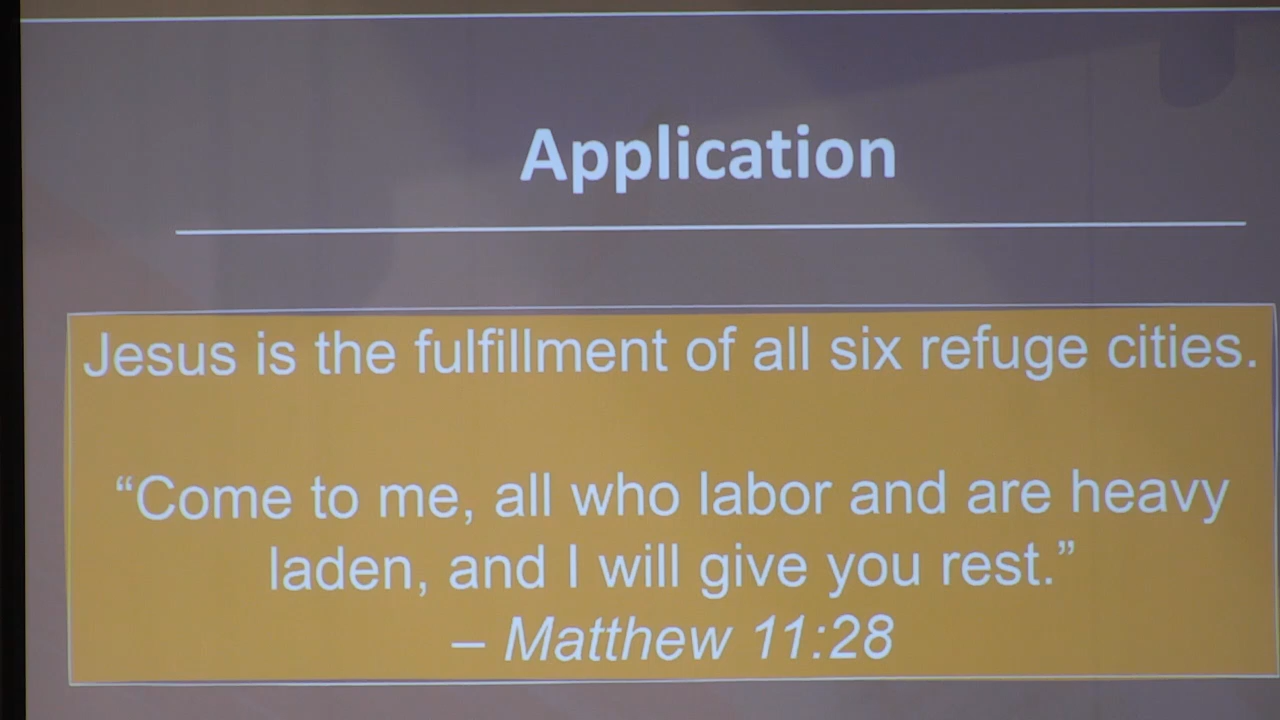 Application
Jesus is the fulfillment of all six refuge cities.
“Come to me, all who labor and are heavy
laden, and I will give you rest.”
– Matthew 11:28